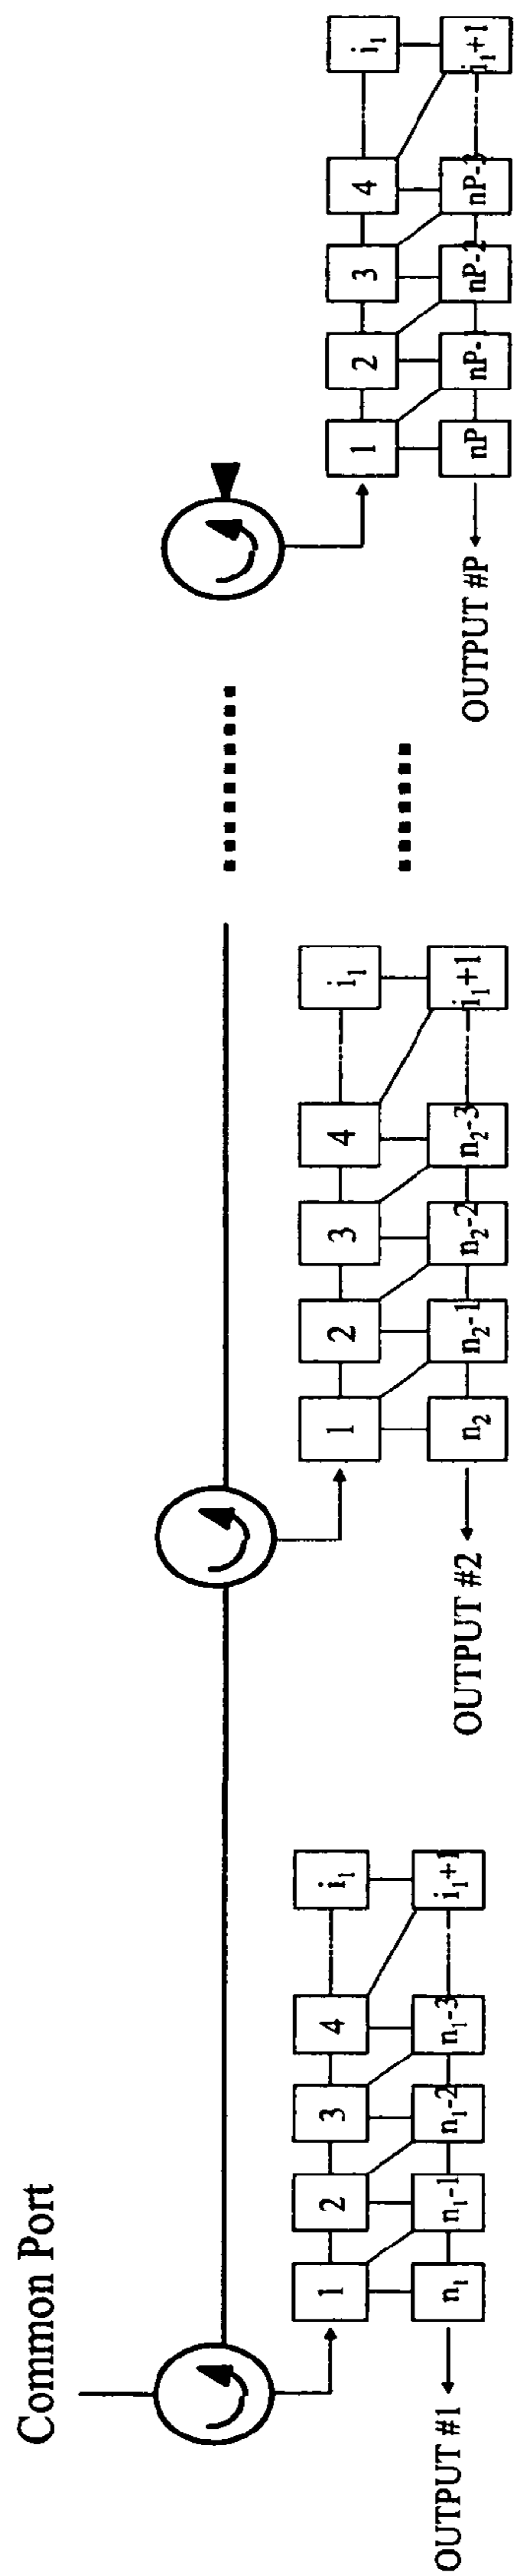 Common Port
1 2 3 4 i₁
n₁ n₁-1 n₁-2 n₁-3 i₁+1
OUTPUT #1
1 2 3 4 i₁
n₂ n₂-1 n₂-2 n₂-3 i₁+1
OUTPUT #2
1 2 3 4 i₁
nP nP- nP-2 nP-3 i₁+1
OUTPUT #P